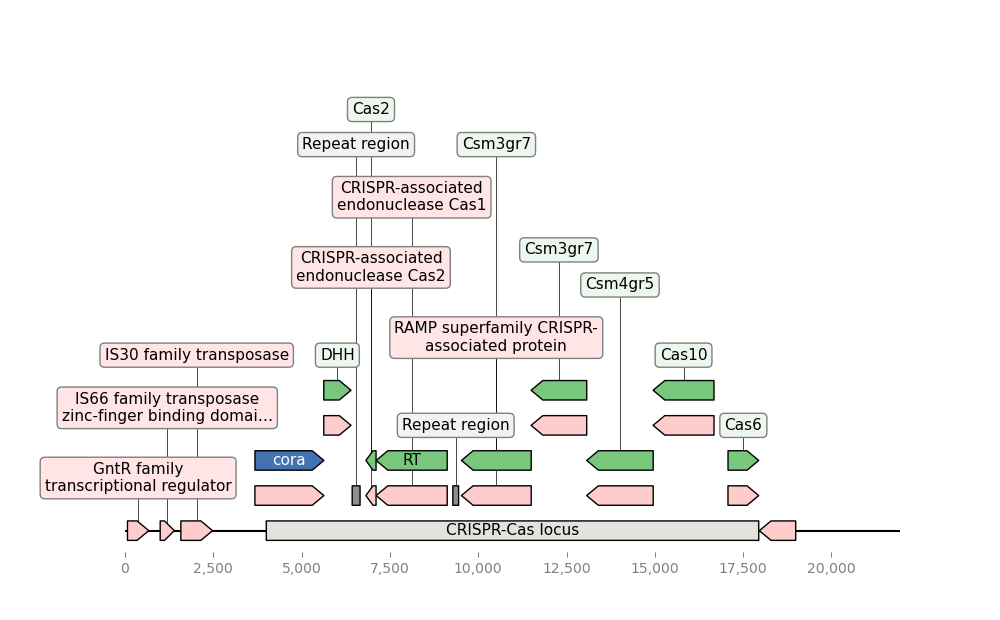 Cas2
Repeat region
Csm3gr7
CRISPR-associated
endonuclease Cas1
Csm3gr7
CRISPR-associated
endonuclease Cas2
Csm4gr5
RAMP superfamily CRISPR-
associated protein
IS30 family transposase
DHH
Cas10
IS66 family transposase
zinc-finger binding domai...
Repeat region
Cas6
cora
RT
GntR family
transcriptional regulator
CRISPR-Cas locus
0
2,500
5,000
7,500
10,000
12,500
15,000
17,500
20,000